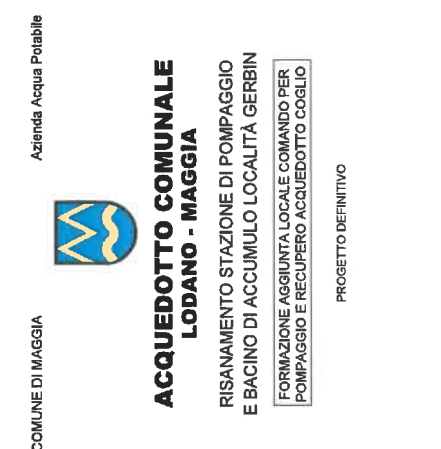 COMUNE DI MAGGIA
Azienda Acqua Potabile
ACQUEDOTTO COMUNALE
LODANO - MAGGIA
RISANAMENTO STAZIONE DI POMPAGGIO
E BACINO DI ACCUMULO LOCALITÀ GERBIN
FORMAZIONE AGGIUNTA LOCALE COMANDO PER
POMPAGGIO E RECUPERO ACQUEDOTTO COGLIO
PROGETTO DEFINITIVO